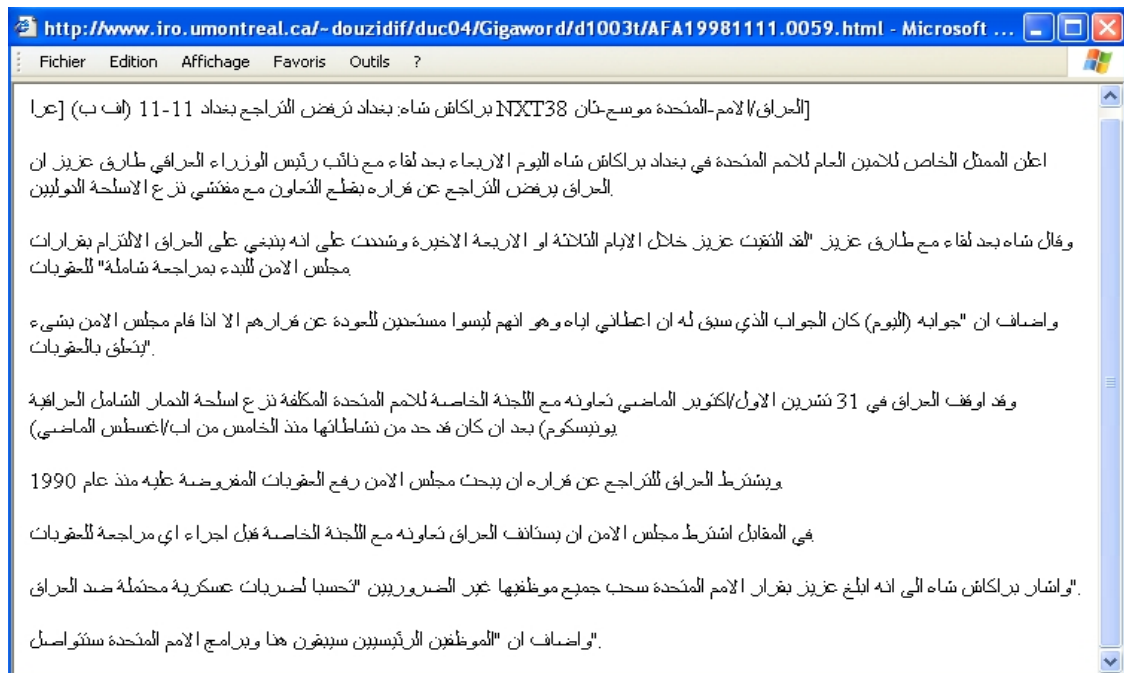 http://www.iro.umontreal.ca/~douzidif/duc04/Gigaword/d1003t/AFA19981111.0059.html - Microsoft ...
Fichier Edition Affichage Favoris Outils ?
[العراق/الامم-المتحدة موسع-ثان NXT38 براكاش شاه: بغداد ترفض التراجع بغداد 11-11 (اف ب) [عرا
اعلن الممثل الخاص للامين العام للامم المتحدة في بغداد براكاش شاه اليوم الاربعاء بعد لقاء مع نائب رئيس الوزراء العراقي طارق عزيز ان
العراق يرفض التراجع عن قراره بقطع التعاون مع مفتشي نزع الاسلحة الدوليين.
وقال شاه بعد لقاء مع طارق عزيز "لقد التقيت عزيز خلال الايام الثلاثة او الاربعة الاخيرة وشددت على انه ينبغي على العراق الالتزام بقرارات
مجلس الامن للبدء بمراجعة شاملة" للعقوبات.
واضاف ان "جوابه (اليوم) كان الجواب الذي سبق له ان اعطاني اياه وهو انهم ليسوا مستعدين للعودة عن قرارهم الا اذا قام مجلس الامن بشيء
يتعلق بالعقوبات".
وقد اوقف العراق في 31 تشرين الاول/اكتوبر الماضي تعاونه مع اللجنة الخاصة للامم المتحدة المكلفة نزع اسلحة الدمار الشامل العراقية
يونيسكوم) بعد ان كان قد حد من نشاطاتها منذ الخامس من اب/اغسطس الماضي)
ويشترط العراق للتراجع عن قراره ان يبحث مجلس الامن رفع العقوبات المفروضة عليه منذ عام 1990.
في المقابل اشترط مجلس الامن ان يستانف العراق تعاونه مع اللجنة الخاصة قبل اجراء اي مراجعة للعقوبات.
واشار براكاش شاه الى انه ابلغ عزيز بقرار الامم المتحدة سحب جميع موظفيها غير الضروريين "تحسبا لضربات عسكرية محتملة ضد العراق".
واضاف ان "الموظفين الرئيسيين سيبقون هنا وبرامج الامم المتحدة ستتواصل".